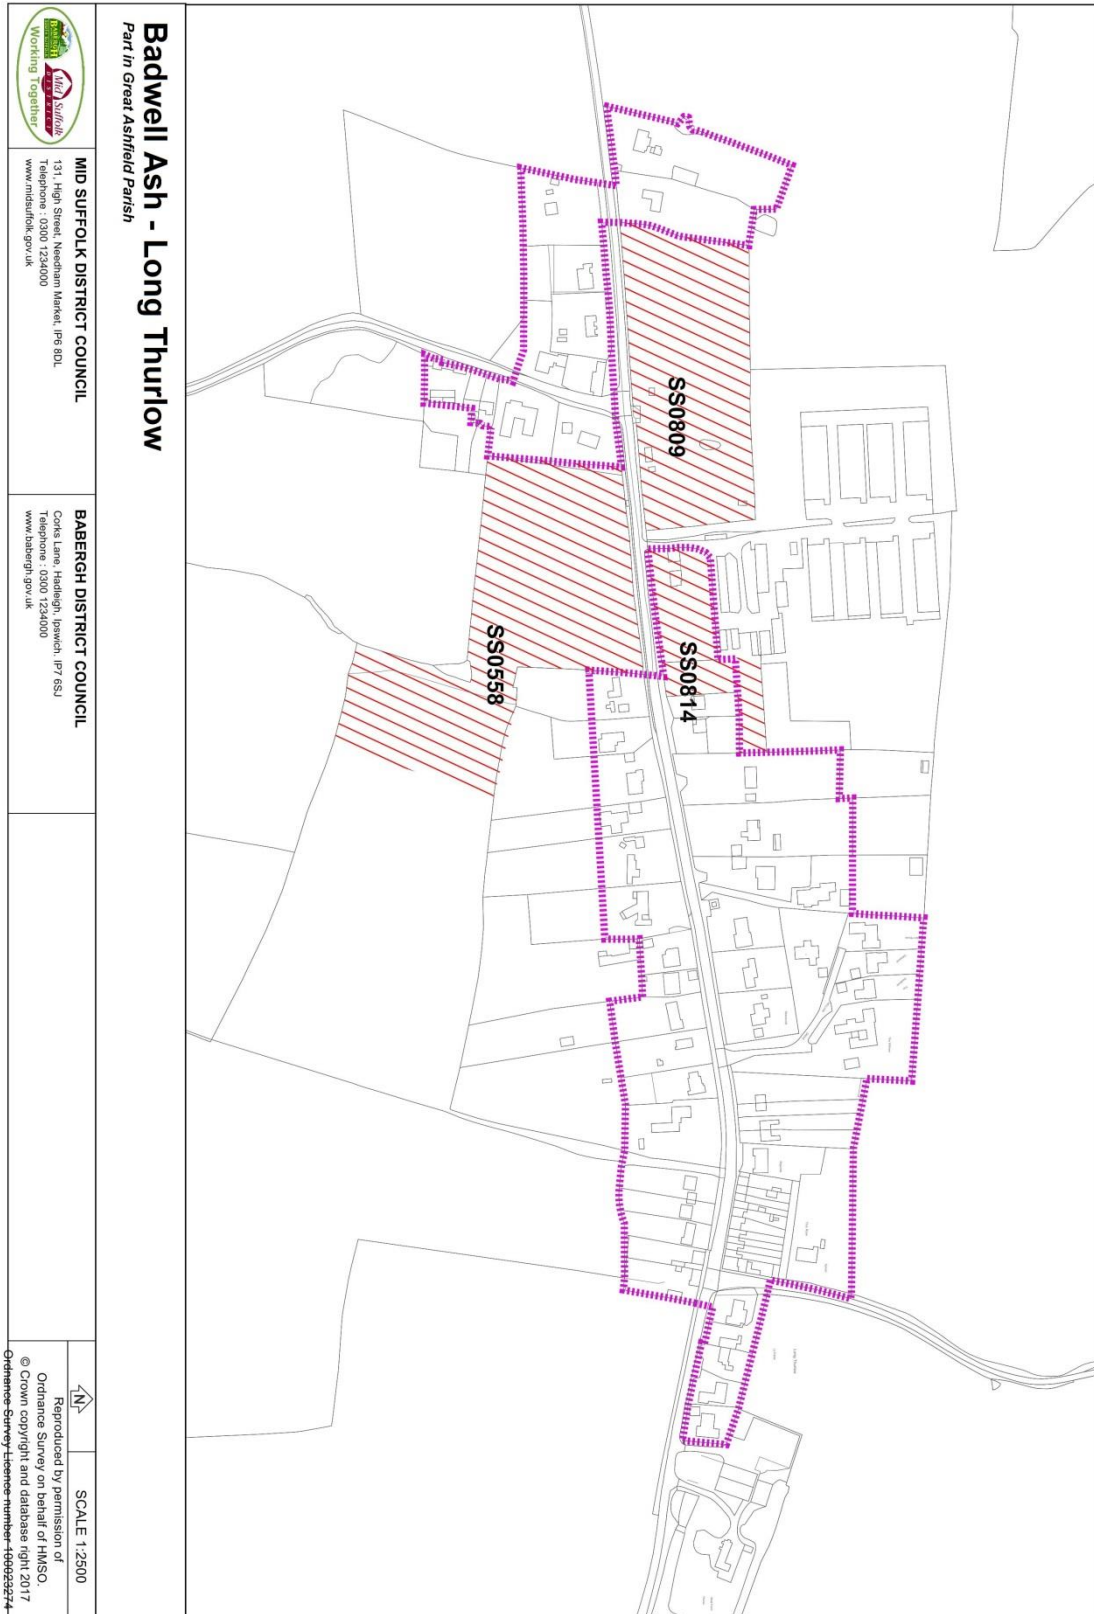 Badwell Ash - Long Thurlow
Part in Great Ashfield Parish
SS0809
SS0814
SS0558
BABERGH
Mid Suffolk
DISTRICT
Working Together
MID SUFFOLK DISTRICT COUNCIL
131, High Street, Needham Market, IP6 8DL
Telephone : 0300 1234000
www.midsuffolk.gov.uk
BABERGH DISTRICT COUNCIL
Corks Lane, Hadleigh, Ipswich. IP7 6SJ
Telephone : 0300 1234000
www.babergh.gov.uk
N
SCALE 1:2500
Reproduced by permission of
Ordnance Survey on behalf of HMSO.
© Crown copyright and database right 2017
Ordnance Survey Licence number 100023274